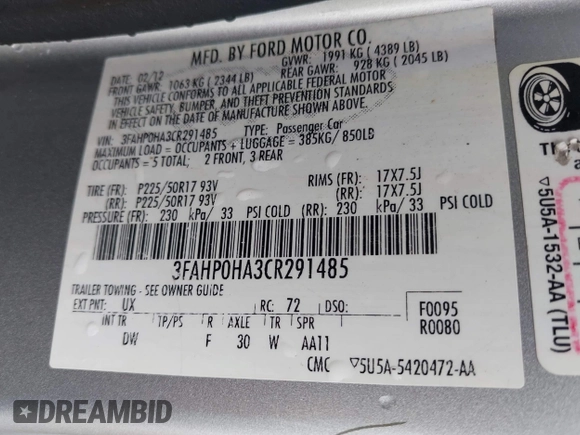 MFD. BY FORD MOTOR CO.
DATE: 02/12
GVWR: 1991 KG ( 4389 LB)
FRONT GAWR: 1063 KG ( 2344 LB)
REAR GAWR: 928 KG ( 2045 LB)
THIS VEHICLE CONFORMS TO ALL APPLICABLE FEDERAL MOTOR
VEHICLE SAFETY, BUMPER, AND THEFT PREVENTION STANDARDS
IN EFFECT ON THE DATE OF MANUFACTURE SHOWN ABOVE.
VIN: 3FAHP0HA3CR291485 TYPE: Passenger Car
MAXIMUM LOAD = OCCUPANTS + LUGGAGE = 385KG/ 850LB
OCCUPANTS = 5 TOTAL; 2 FRONT, 3 REAR
TIRE (FR): P225/50R17 93V RIMS (FR): 17X7.5J
(RR): P225/50R17 93V (RR): 17X7.5J
PRESSURE (FR): 230 kPa/ 33 PSI COLD (RR): 230 kPa/ 33 PSI COLD
3FAHP0HA3CR291485
TRAILER TOWING - SEE OWNER GUIDE
EXT PNT: UX RC: 72 DSO: F0095
R0080
INT TR TP/PS R AXLE TR SPR
DW F 30 W AA11
CMC ▽5U5A-5420472-AA
▽5U5A-1532-AA (TLU)
DREAMBID